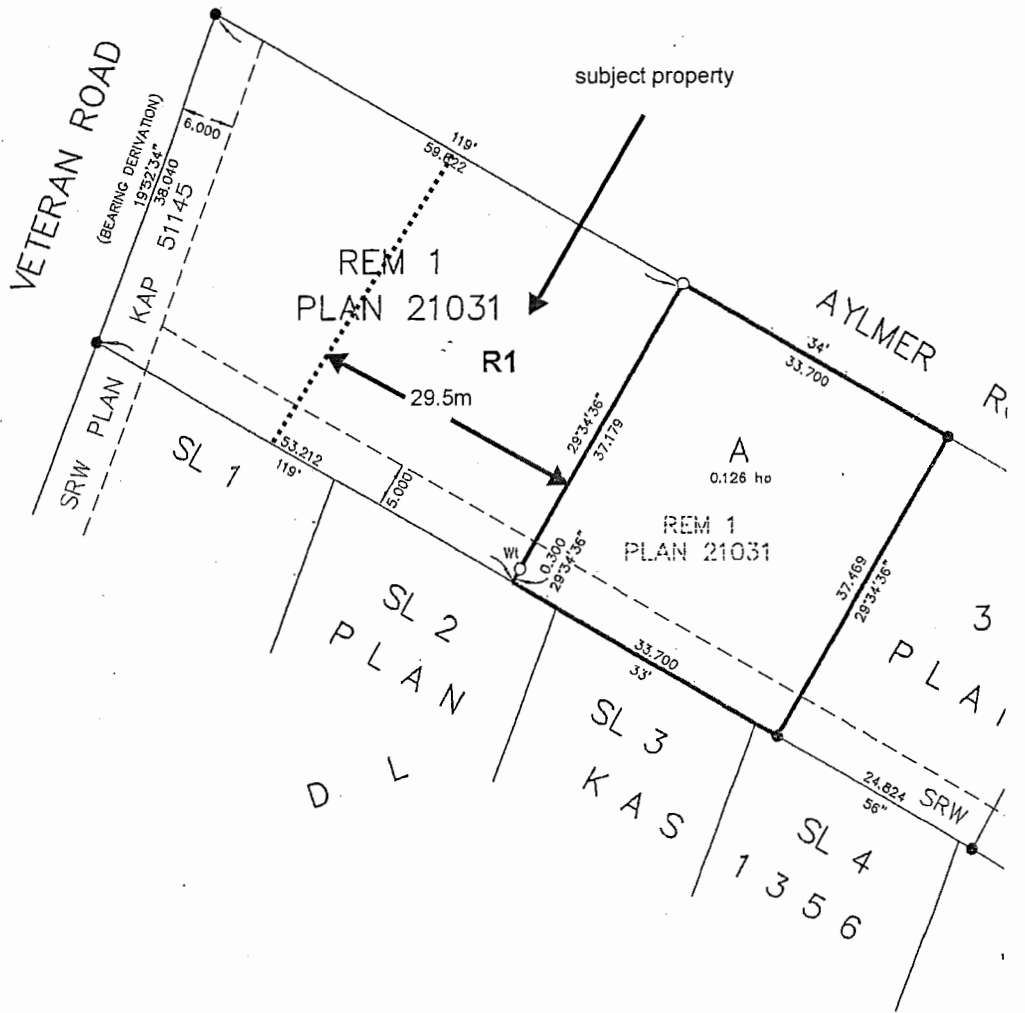 subject property
VETERAN ROAD
(BEARING DERIVATION)
19°52'34"
38.040
6.000
KAP 51145
SRW PLAN
119'
59.622
REM 1
PLAN 21031
R1
29.5m
AYLMER
34'
33.700
29°34'36"
37.179
A
0.126 ha
REM 1
PLAN 21031
37.469
29°34'36"
SL 1
53.212
119'
5.000
Wt
0.300
29°34'36"
SL 2
PLAN
33.700
33'
SL 3
KAS
3
24.824
56"
SRW
SL 4
1356
D L